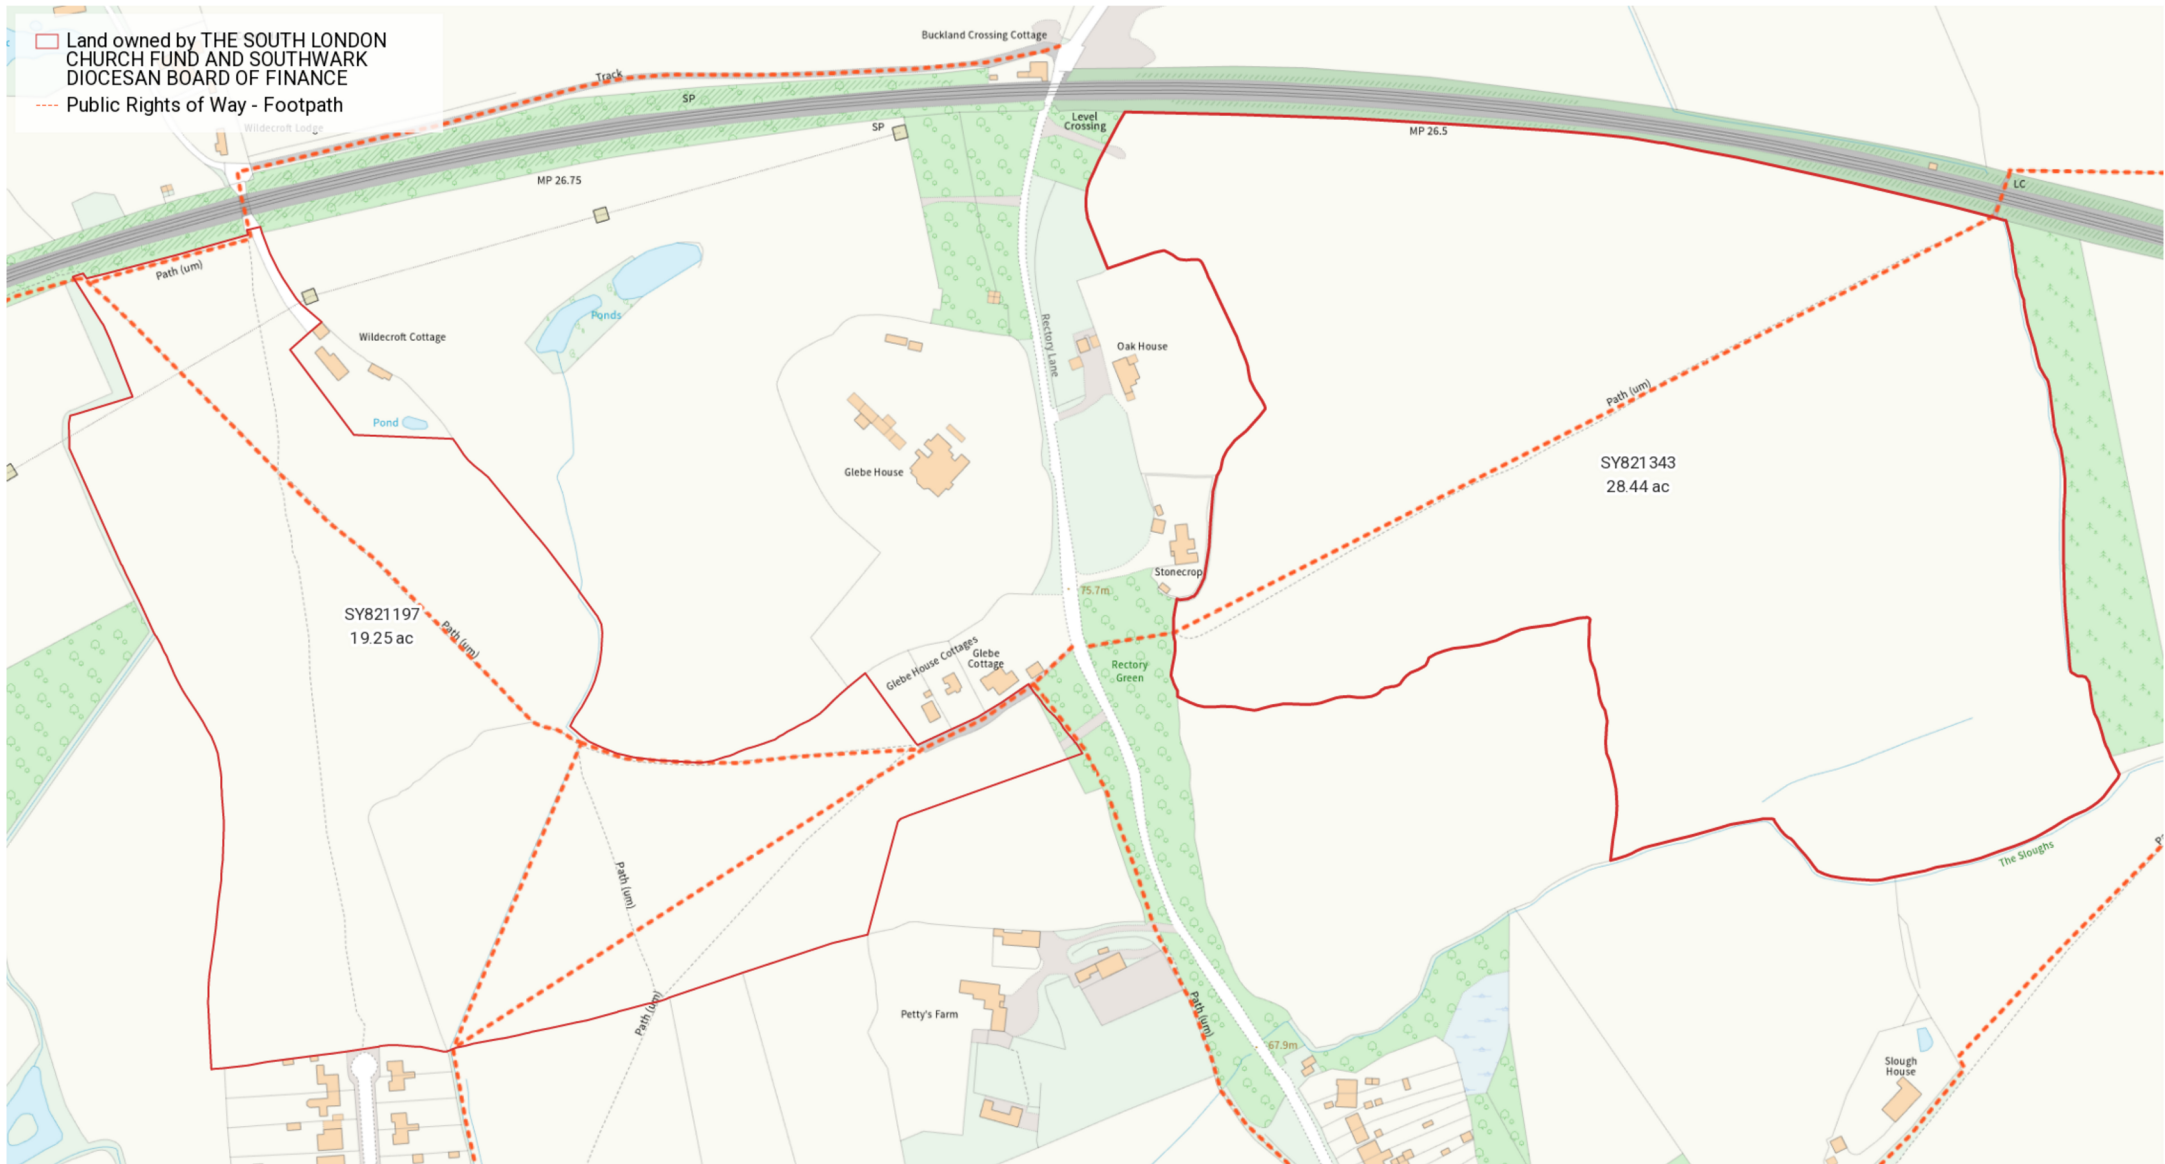 Land owned by THE SOUTH LONDON
CHURCH FUND AND SOUTHWARK
DIOCESAN BOARD OF FINANCE
Public Rights of Way - Footpath
Buckland Crossing Cottage
Track
SP
Wildecroft Lodge
SP
Level
Crossing
MP 26.5
MP 26.75
LC
Path (um)
Ponds
Wildecroft Cottage
Rectory Lane
Oak House
Path (um)
Pond
Glebe House
SY821343
28.44 ac
Stonecrop
75.7m
SY821197
19.25 ac
Path (um)
Glebe House Cottages
Glebe
Cottage
Rectory
Green
The Sloughs
Path (um)
Path (um)
Petty's Farm
Path (um)
67.9m
Slough
House